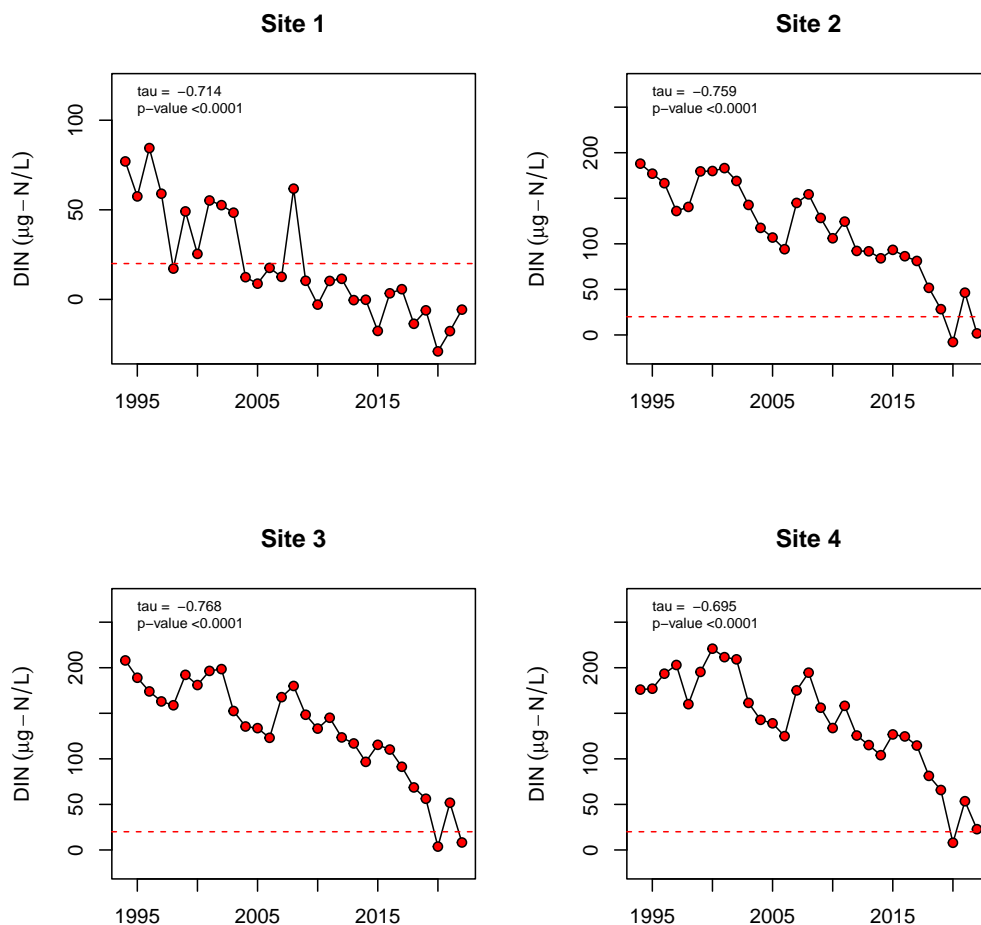 Site 1
tau = −0.714
p−value <0.0001
DIN (μg−N/L)
100
50
0
1995
2005
2015
Site 2
tau = −0.759
p−value <0.0001
DIN (μg−N/L)
200
100
50
0
1995
2005
2015
Site 3
tau = −0.768
p−value <0.0001
DIN (μg−N/L)
200
100
50
0
1995
2005
2015
Site 4
tau = −0.695
p−value <0.0001
DIN (μg−N/L)
200
100
50
0
1995
2005
2015